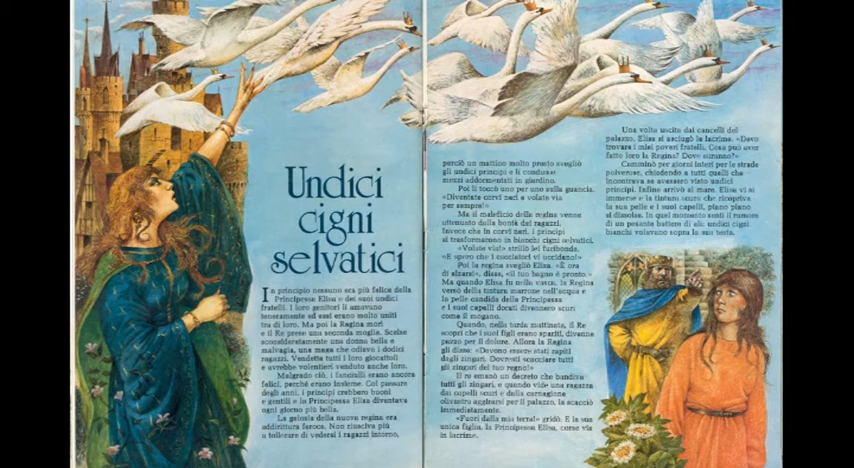 Undici
cigni
selvatici
In principio nessuno era più felice della
Principessa Elisa e dei suoi undici
fratelli. I loro genitori li amavano
teneramente ed essi erano molto uniti
tra di loro. Ma poi la Regina morì
e il Re prese una seconda moglie. Scelse
sconsideratamente una donna bella e
malvagia, una maga che odiava i dodici
ragazzi. Vendette tutti i loro giocattoli
e avrebbe volentieri venduto anche loro.
Malgrado ciò, i fanciulli erano ancora
felici, perché erano insieme. Col passare
degli anni, i principi crebbero buoni
e gentili e la Principessa Elisa diventava
ogni giorno più bella.
La gelosia della nuova regina era
addirittura feroce. Non riusciva più
a tollerare di vedersi i ragazzi intorno,
perciò un mattino molto presto svegliò
gli undici principi e li condusse
mezzi addormentati in giardino.
Poi li toccò uno per uno sulla guancia.
«Diventate corvi neri e volate via
per sempre!»
Ma il maleficio della regina venne
attenuato dalla bontà dei ragazzi.
Invece che in corvi neri, i principi
si trasformarono in bianchi cigni selvatici.
«Volate via!» strillò lei furibonda.
«E spero che i cacciatori vi uccidano!»
Poi la regina svegliò Elisa. «È ora
di alzarsi», disse, «il tuo bagno è pronto.»
Ma quando Elisa fu nella vasca, la Regina
versò della tintura marrone nell'acqua e
la pelle candida della Principessa
e i suoi capelli dorati divennero scuri
come il mogano.
Quando, nella tarda mattinata, il Re
scoprì che i suoi figli erano spariti, divenne
pazzo per il dolore. Allora la Regina
gli disse: «Devono essere stati rapiti
dagli zingari. Dovresti scacciare tutti
gli zingari del tuo regno!»
Il re emanò un decreto che bandiva
tutti gli zingari, e quando vide una ragazza
dai capelli scuri e dalla carnagione
olivastra aggirarsi per il palazzo, la scacciò
immediatamente.
«Fuori dalla mia terra!» gridò. E la sua
unica figlia, la Principessa Elisa, corse via
in lacrime.
Una volta uscita dai cancelli del
palazzo, Elisa si asciugò le lacrime. «Devo
trovare i miei poveri fratelli. Cosa può aver
fatto loro la Regina? Dove saranno?»
Camminò per giorni interi per le strade
polverose, chiedendo a tutti quelli che
incontrava se avessero visto undici
principi. Infine arrivò al mare. Elisa vi si
immerse e la tintura scura che ricopriva
la sua pelle e i suoi capelli, piano piano
si dissolse. In quel momento sentì il rumore
di un pesante battere di ali: undici cigni
bianchi volavano sopra la sua testa.